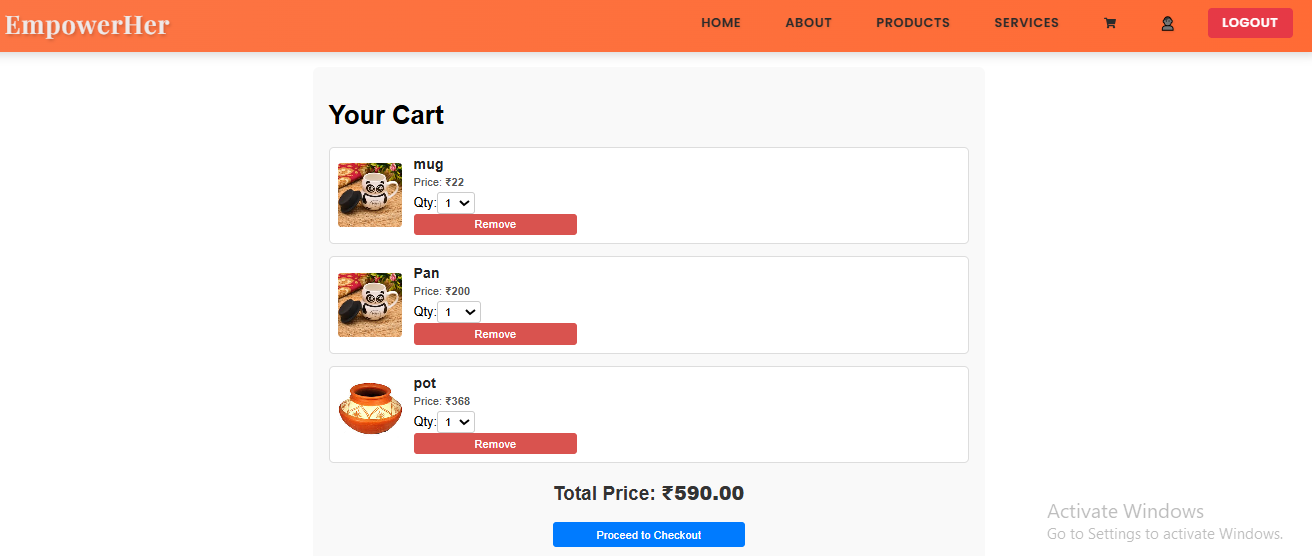 EmpowerHer HOME ABOUT PRODUCTS SERVICES LOGOUT
Your Cart
mug
Price: ₹22
Qty: 1
Remove
Pan
Price: ₹200
Qty: 1
Remove
pot
Price: ₹368
Qty: 1
Remove
Total Price: ₹590.00
Proceed to Checkout
Activate Windows
Go to Settings to activate Windows.